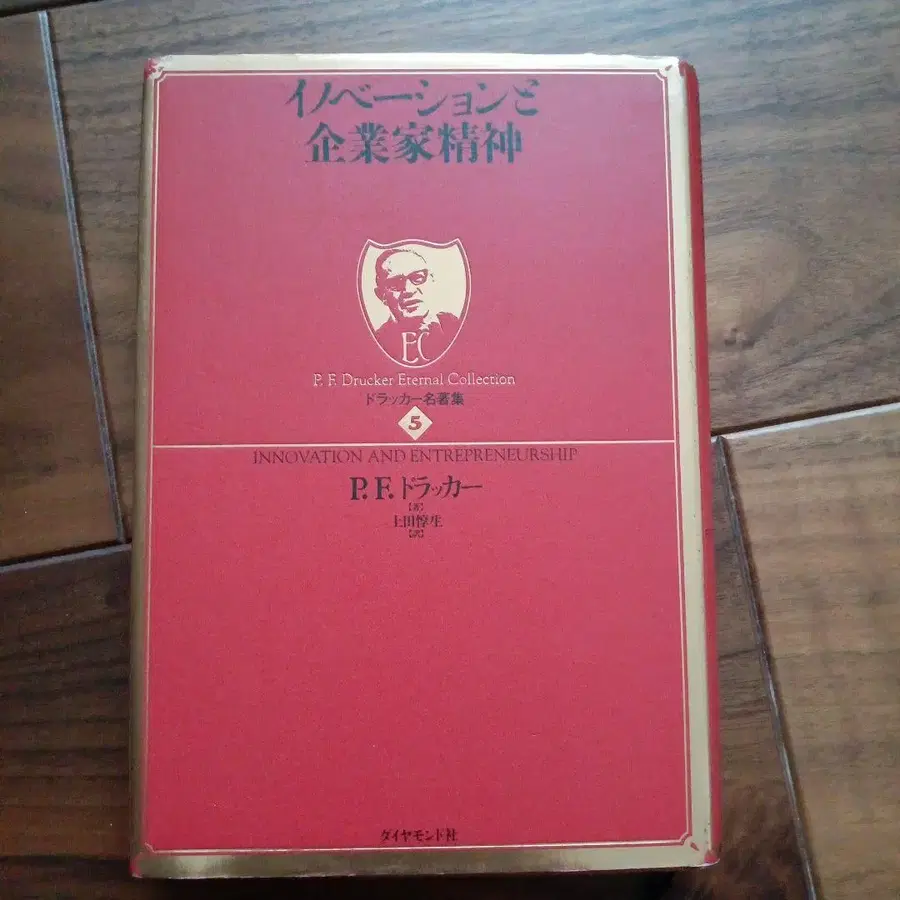 イノベーションと
企業家精神
EC
P. F. Drucker Eternal Collection
ドラッカー名著集
5
INNOVATION AND ENTREPRENEURSHIP
P. F. ドラッカー
[著]
上田惇生
[訳]
ダイヤモンド社